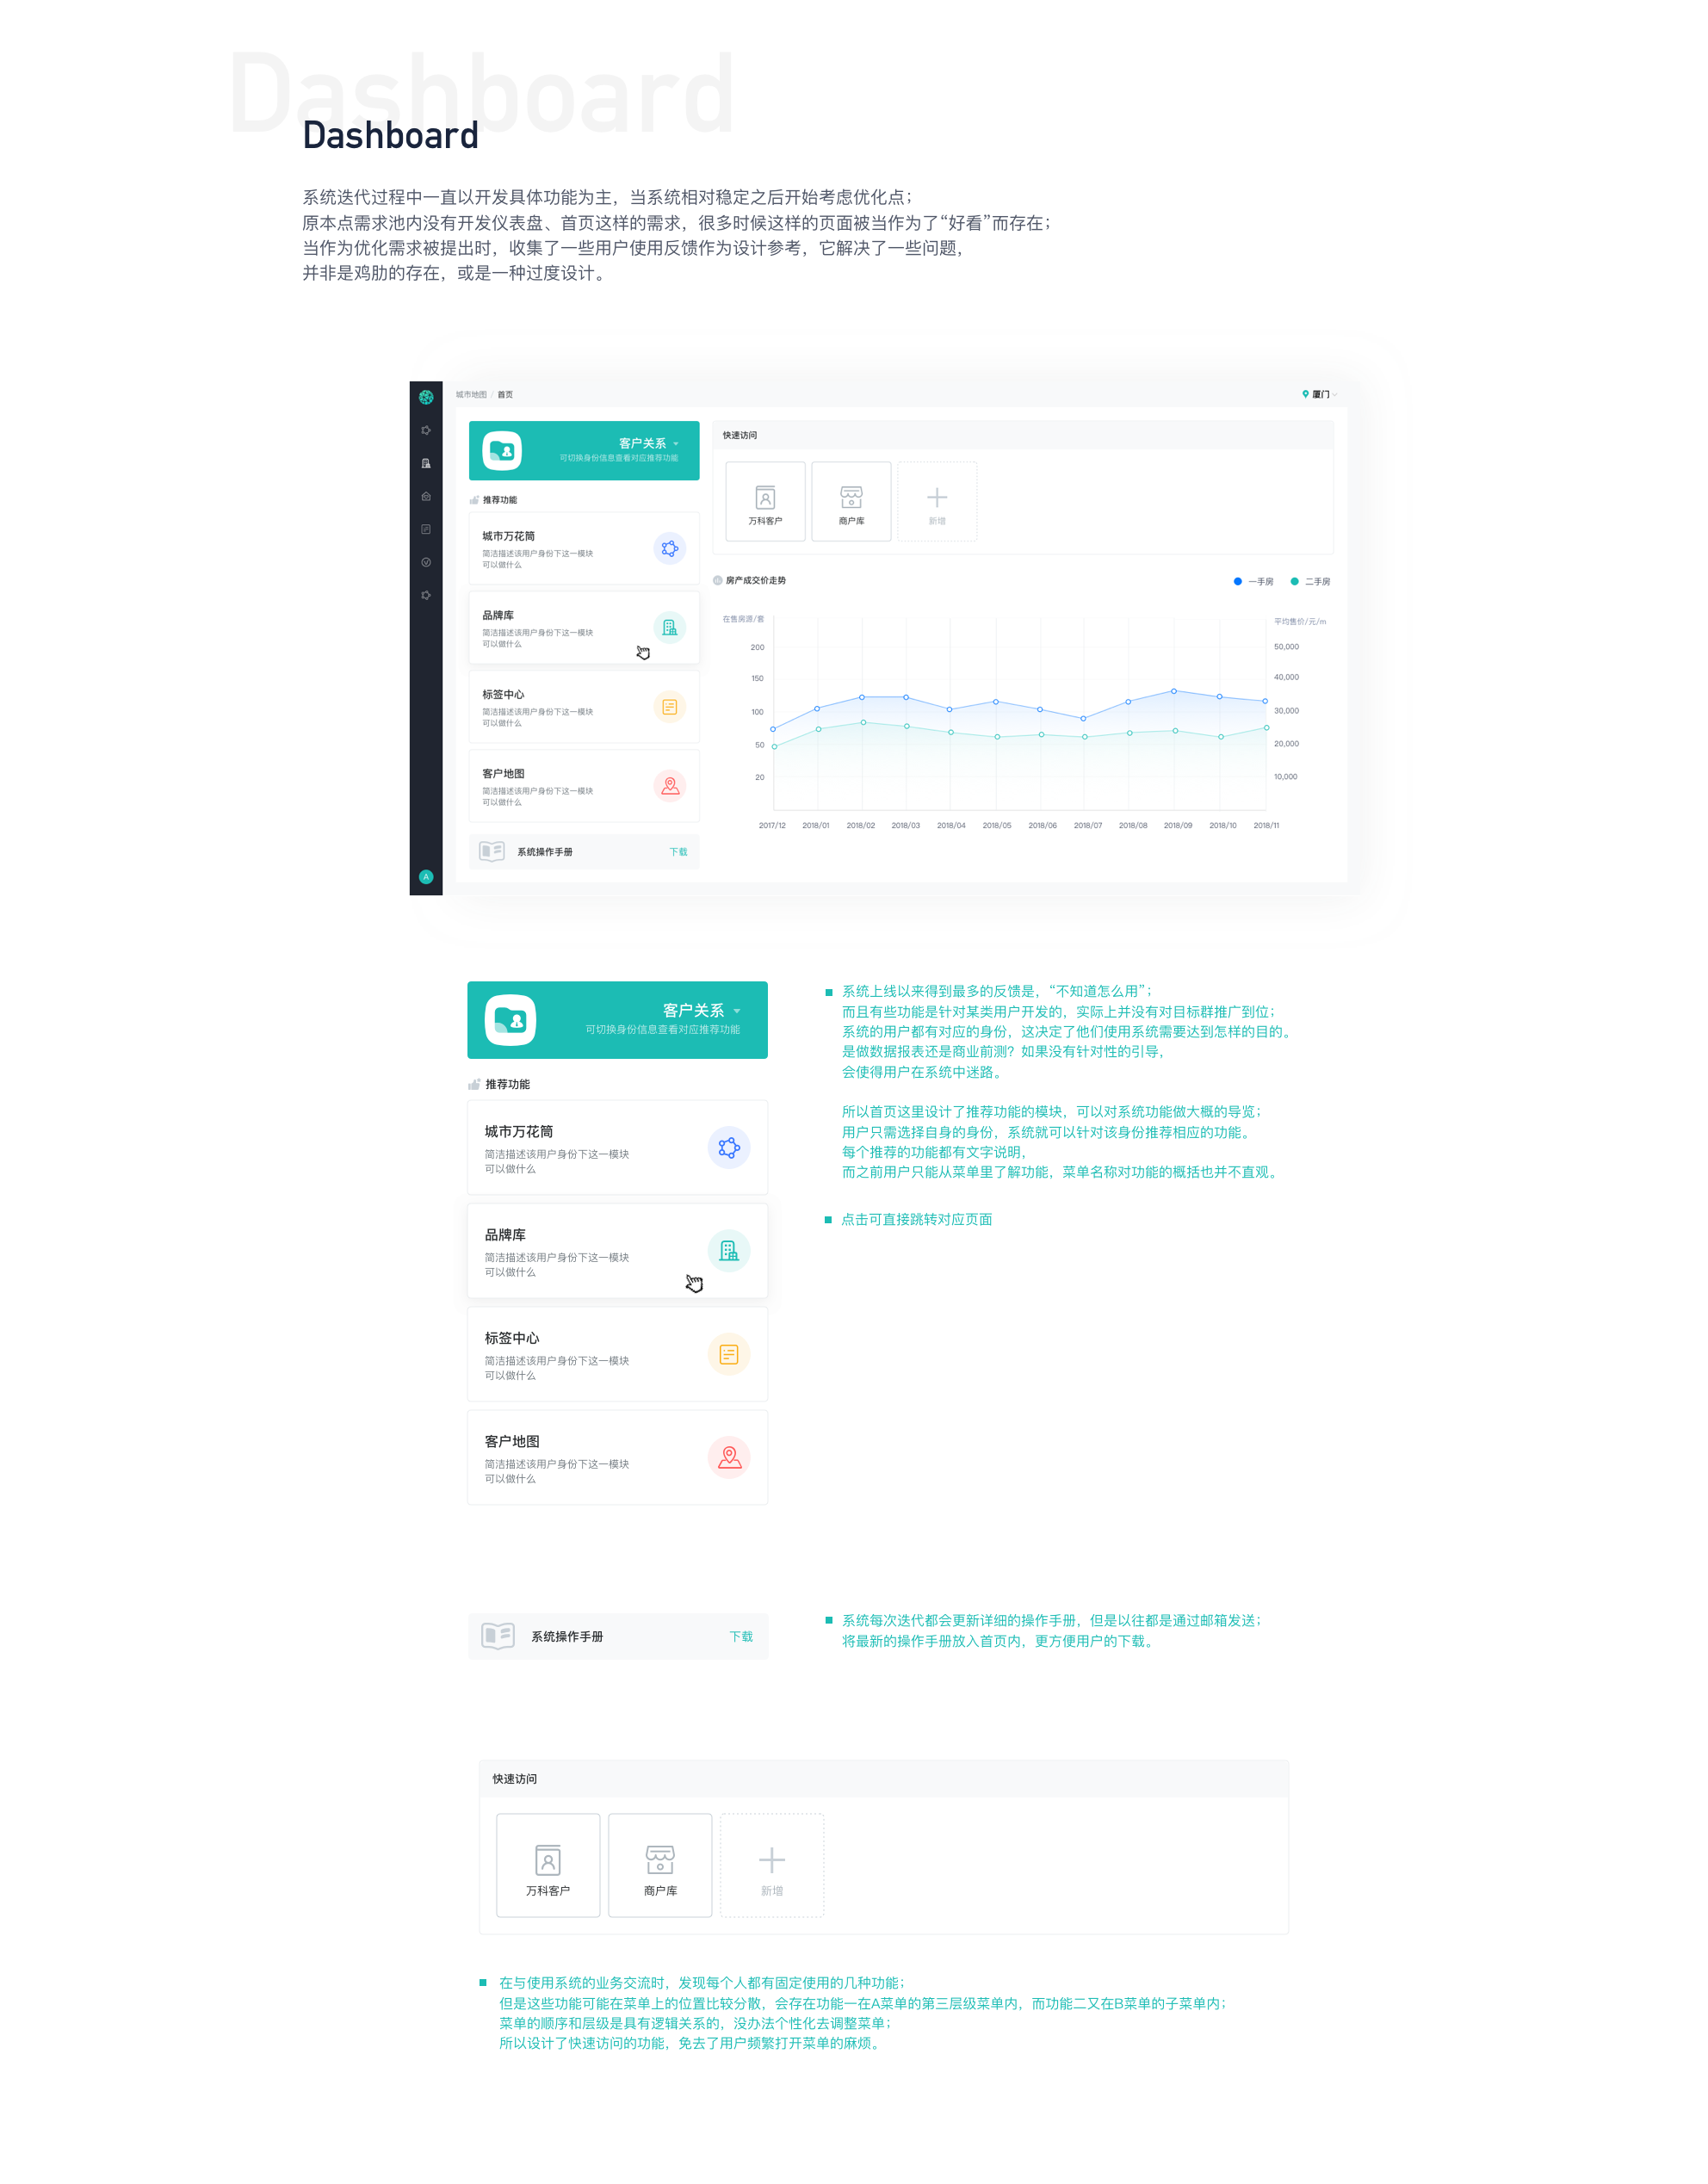 Dashboard
Dashboard
系统迭代过程中一直以开发具体功能为主，当系统相对稳定之后开始考虑优化点；
原本点需求池内没有开发仪表盘、首页这样的需求，很多时候这样的页面被当作为了“好看”而存在；
当作为优化需求被提出时，收集了一些用户使用反馈作为设计参考，它解决了一些问题，
并非是鸡肋的存在，或是一种过度设计。
城市地图 / 首页
厦门
客户关系
可切换身份信息查看对应推荐功能
推荐功能
城市万花筒
简洁描述该用户身份下这一模块
可以做什么
品牌库
简洁描述该用户身份下这一模块
可以做什么
标签中心
简洁描述该用户身份下这一模块
可以做什么
客户地图
简洁描述该用户身份下这一模块
可以做什么
系统操作手册 下载
A
快速访问
万科客户 商户库 新增
房产成交价走势
一手房 二手房
在售房源/套
200
150
100
50
20
平均售价/元/m
50,000
40,000
30,000
20,000
10,000
2017/12 2018/01 2018/02 2018/03 2018/04 2018/05 2018/06 2018/07 2018/08 2018/09 2018/10 2018/11
客户关系
可切换身份信息查看对应推荐功能
推荐功能
城市万花筒
简洁描述该用户身份下这一模块
可以做什么
品牌库
简洁描述该用户身份下这一模块
可以做什么
标签中心
简洁描述该用户身份下这一模块
可以做什么
客户地图
简洁描述该用户身份下这一模块
可以做什么
系统上线以来得到最多的反馈是，“不知道怎么用”；
而且有些功能是针对某类用户开发的，实际上并没有对目标群推广到位；
系统的用户都有对应的身份，这决定了他们使用系统需要达到怎样的目的。
是做数据报表还是商业前测？如果没有针对性的引导，
会使得用户在系统中迷路。
所以首页这里设计了推荐功能的模块，可以对系统功能做大概的导览；
用户只需选择自身的身份，系统就可以针对该身份推荐相应的功能。
每个推荐的功能都有文字说明，
而之前用户只能从菜单里了解功能，菜单名称对功能的概括也并不直观。
点击可直接跳转对应页面
系统操作手册 下载
系统每次迭代都会更新详细的操作手册，但是以往都是通过邮箱发送；
将最新的操作手册放入首页内，更方便用户的下载。
快速访问
万科客户 商户库 新增
在与使用系统的业务交流时，发现每个人都有固定使用的几种功能；
但是这些功能可能在菜单上的位置比较分散，会存在功能一在A菜单的第三层级菜单内，而功能二又在B菜单的子菜单内；
菜单的顺序和层级是具有逻辑关系的，没办法个性化去调整菜单；
所以设计了快速访问的功能，免去了用户频繁打开菜单的麻烦。